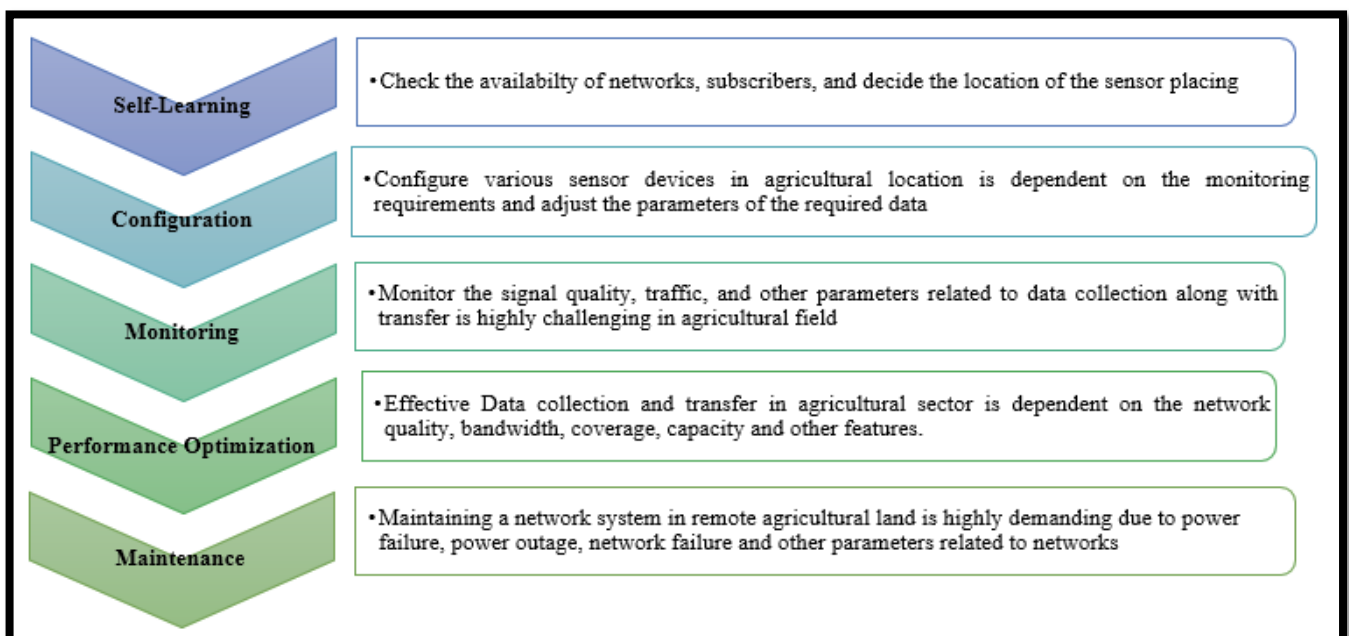 Self-Learning
•Check the availabilty of networks, subscribers, and decide the location of the sensor placing
Configuration
•Configure various sensor devices in agricultural location is dependent on the monitoring
requirements and adjust the parameters of the required data
Monitoring
•Monitor the signal quality, traffic, and other parameters related to data collection along with
transfer is highly challenging in agricultural field
Performance Optimization
•Effective Data collection and transfer in agricultural sector is dependent on the network
quality, bandwidth, coverage, capacity and other features.
Maintenance
•Maintaining a network system in remote agricultural land is highly demanding due to power
failure, power outage, network failure and other parameters related to networks